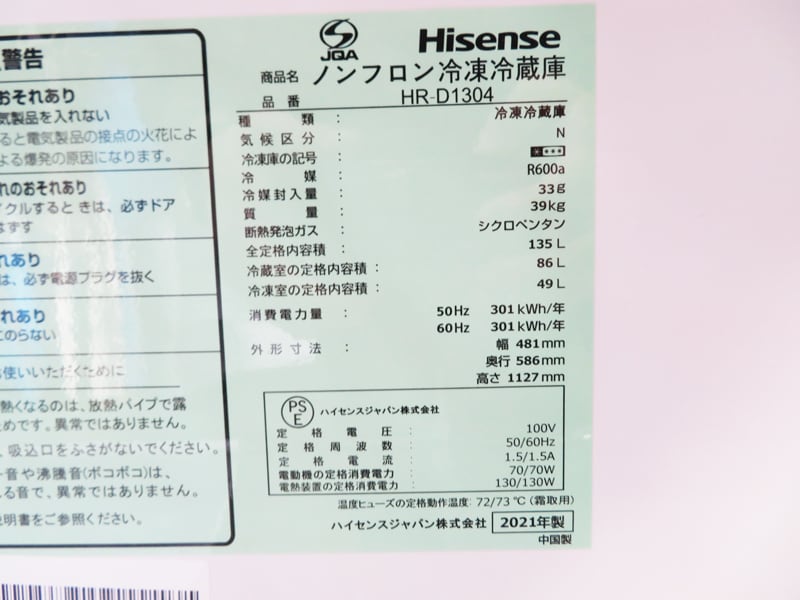 警告
おそれあり
気製品を入れない
ると電気製品の接点の火花によ
よる爆発の原因になります。
れのおそれあり
イクルするときは、必ずドア
はずす
れあり
は、必ず電源プラグを抜く
れあり
このらない
使いいただくために
熱くなるのは、放熱パイプで露
めです。異常ではありません。
、吸込口をふさがないでください。
音や沸騰音(ボコボコ)は、
る音で、異常ではありません。
説明書をご参照ください。
JQA
Hisense
商品名 ノンフロン冷凍冷蔵庫
品番 HR-D1304
種類 : 冷凍冷蔵庫
気候区分 : N
冷凍庫の記号 : ****
冷媒 : R600a
冷媒封入量 : 33g
質量 : 39kg
断熱発泡ガス : シクロペンタン
全定格内容積 : 135L
冷蔵室の定格内容積 : 86L
冷凍室の定格内容積 : 49L
消費電力量 : 50Hz 301kWh/年
60Hz 301kWh/年
外形寸法 : 幅 481mm
奥行 586mm
高さ 1127mm
PSE ハイセンスジャパン株式会社
定格電圧 : 100V
定格周波数 : 50/60Hz
定格電流 : 1.5/1.5A
電動機の定格消費電力 : 70/70W
電熱装置の定格消費電力 : 130/130W
温度ヒューズの定格動作温度: 72/73℃(霜取用)
ハイセンスジャパン株式会社 2021年製
中国製